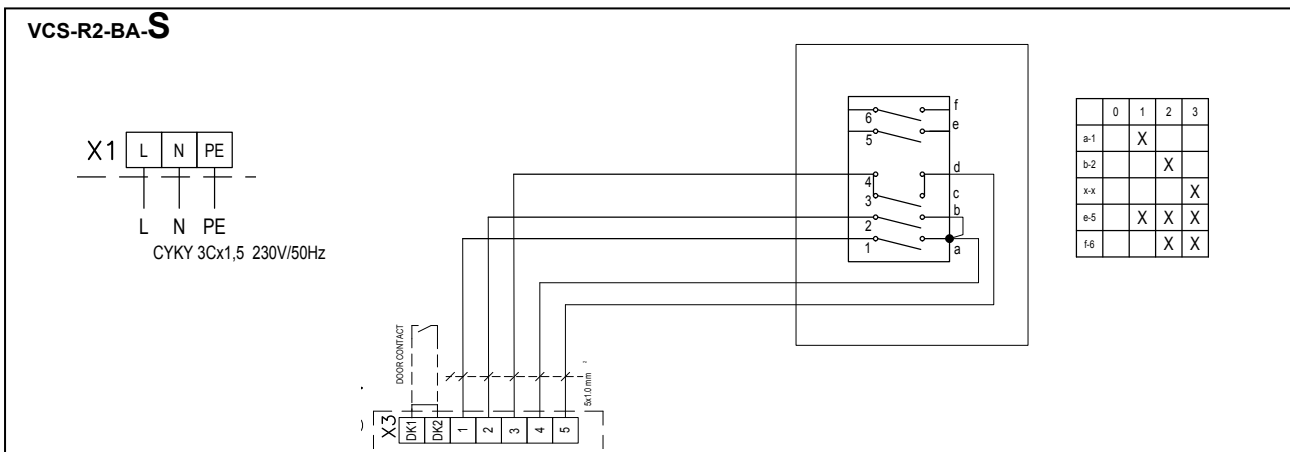 VCS-R2-BA-S
X1 L N PE
L N PE
CYKY 3Cx1,5 230V/50Hz
6 f
5 e
4 d
3 c
2 b
1 a
0 1 2 3
a-1 X
b-2 X
x-x X
e-5 X X X
f-6 X X
DOOR CONTACT
5x1.0 mm ²
X3 DK1 DK2 1 2 3 4 5